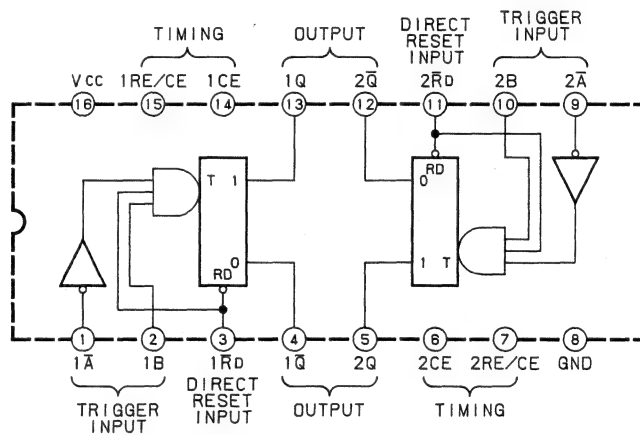 TIMING
OUTPUT
DIRECT
RESET
INPUT
TRIGGER
INPUT
Vcc
1RE/CE
1CE
1Q
2Q̅
2R̅D
2B
2A̅
16
15
14
13
12
11
10
9
T 1
RD
0
0
RD
1 T
1
2
3
4
5
6
7
8
1A̅
1B
1R̅D
1Q̅
2Q
2CE
2RE/CE
GND
TRIGGER
INPUT
DIRECT
RESET
INPUT
OUTPUT
TIMING